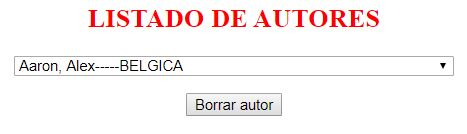 LISTADO DE AUTORES
Aaron, Alex-----BELGICA
Borrar autor